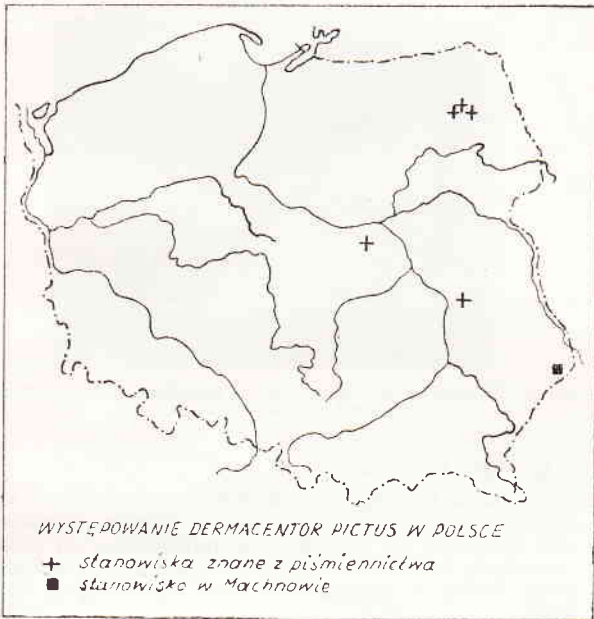 WYSTĘPOWANIE DERMACENTOR PICTUS W POLSCE
+ stanowiska znane z piśmiennictwa
■ stanowisko w Machnowie